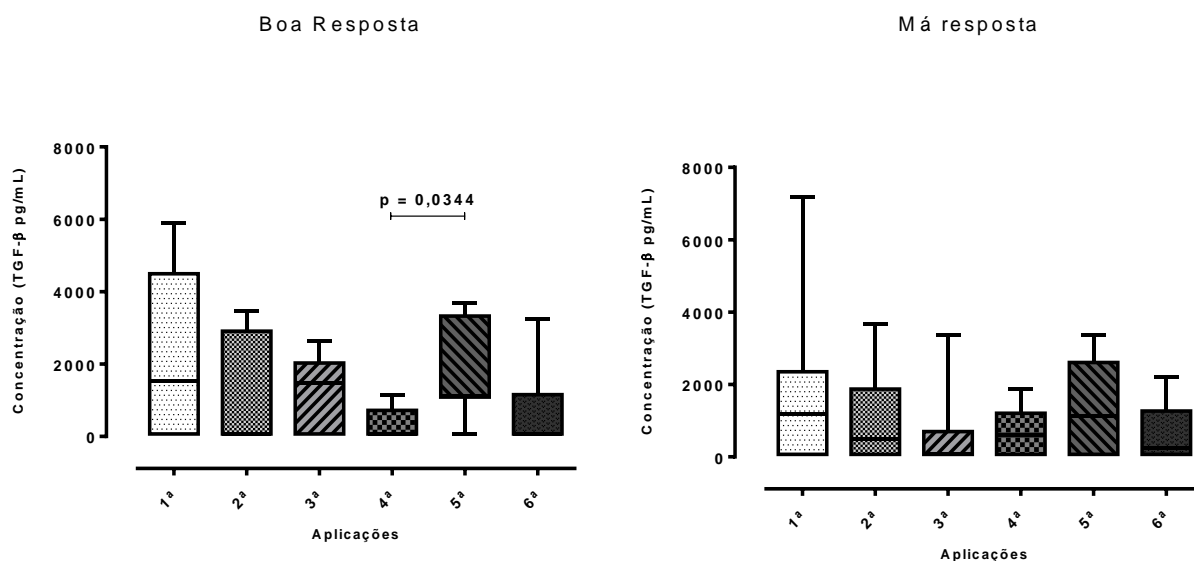 Boa Resposta
Concentração (TGF-β pg/mL)
8000
6000
4000
2000
0
p = 0,0344
1ª
2ª
3ª
4ª
5ª
6ª
Aplicações
Má resposta
Concentração (TGF-β pg/mL)
8000
6000
4000
2000
0
1ª
2ª
3ª
4ª
5ª
6ª
Aplicações